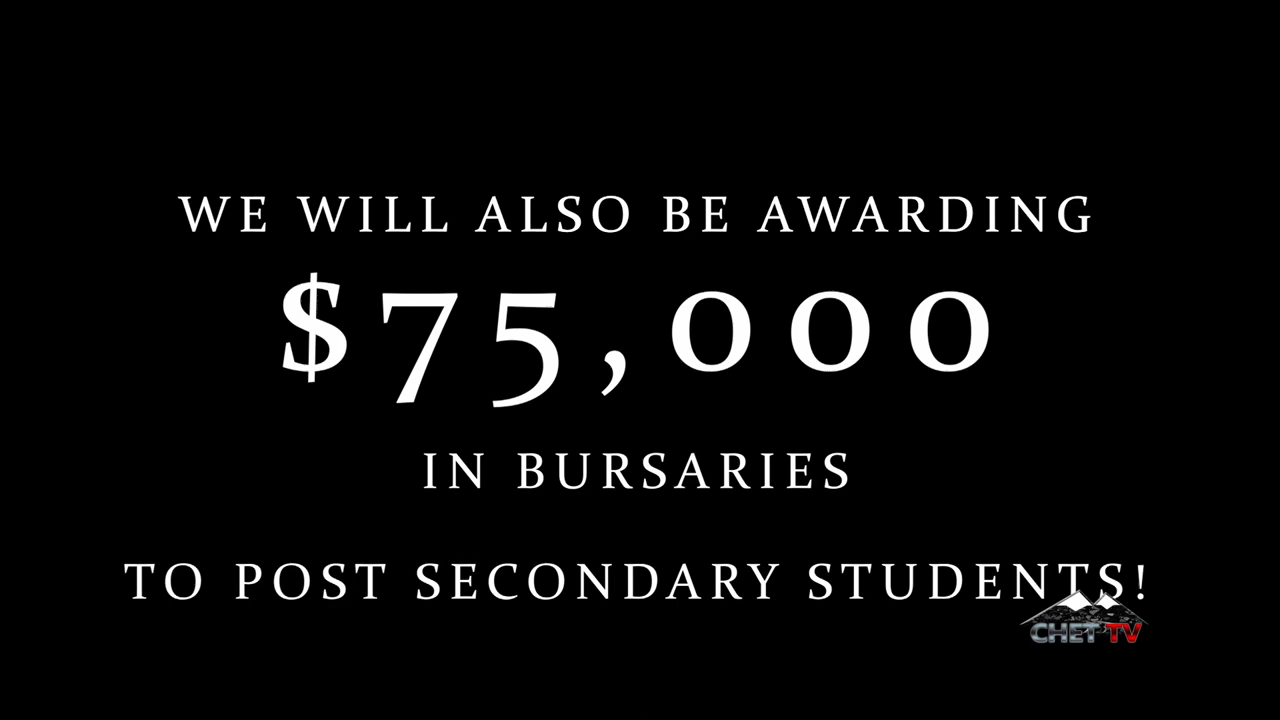 WE WILL ALSO BE AWARDING
$75,000
IN BURSARIES
TO POST SECONDARY STUDENTS!
CHET TV